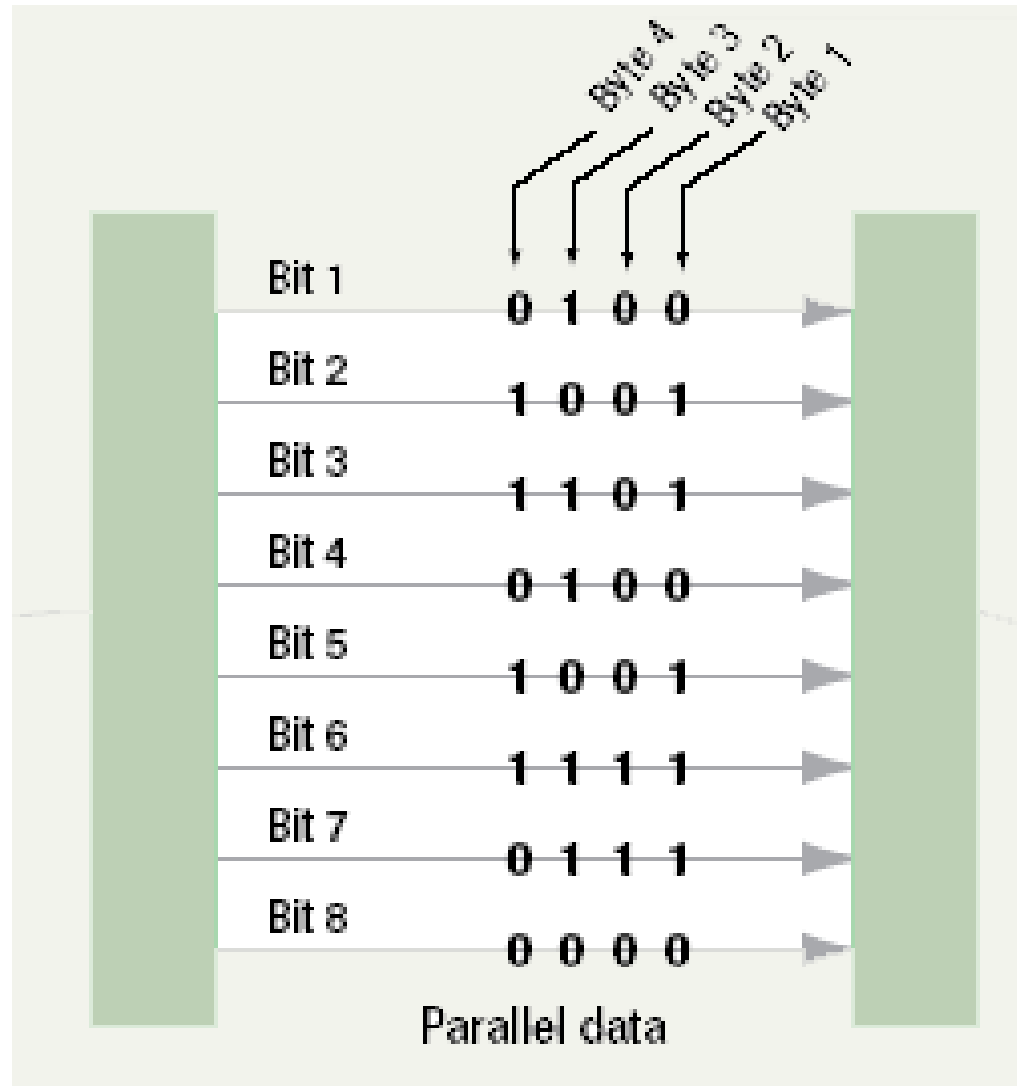 Byte 4
Byte 3
Byte 2
Byte 1
Bit 1
0 1 0 0
Bit 2
1 0 0 1
Bit 3
1 1 0 1
Bit 4
0 1 0 0
Bit 5
1 0 0 1
Bit 6
1 1 1 1
Bit 7
0 1 1 1
Bit 8
0 0 0 0
Parallel data